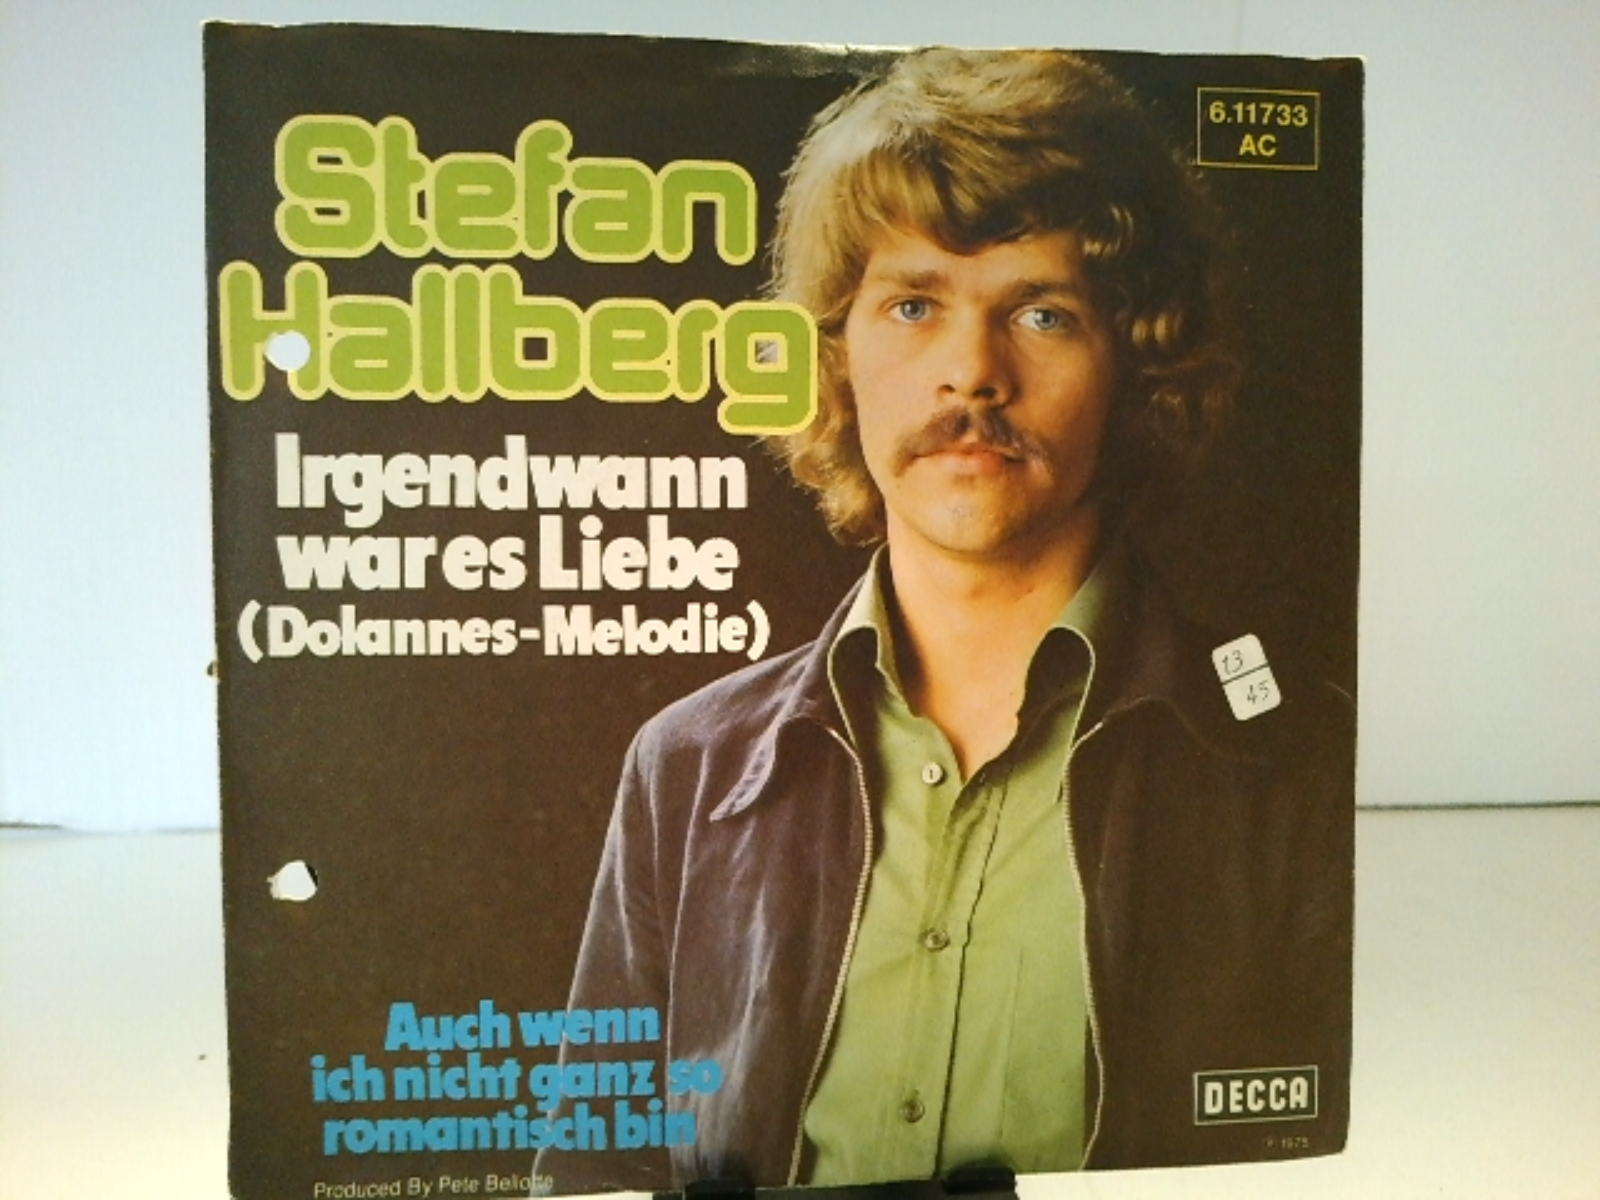 Stefan
Hallberg
6.11733
AC
Irgendwann
war es Liebe
(Dolannes-Melodie)
13
45
Auch wenn
ich nicht ganz so
romantisch bin
DECCA
℗ 1975
Produced By Pete Bellotte